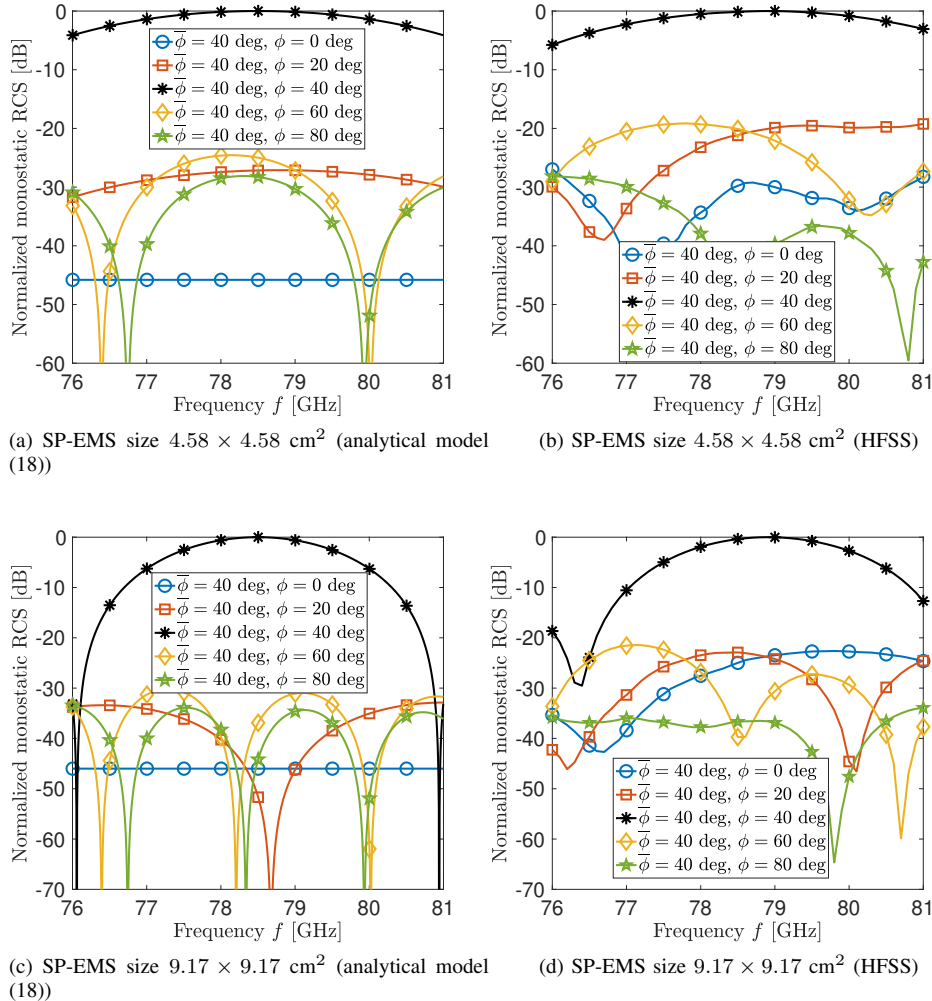 0
-10
-20
-30
-40
-50
-60
76
77
78
79
80
81
Normalized monostatic RCS [dB]
Frequency f [GHz]
ϕ̅ = 40 deg, ϕ = 0 deg
ϕ̅ = 40 deg, ϕ = 20 deg
ϕ̅ = 40 deg, ϕ = 40 deg
ϕ̅ = 40 deg, ϕ = 60 deg
ϕ̅ = 40 deg, ϕ = 80 deg
(a) SP-EMS size 4.58 × 4.58 cm² (analytical model
(18))
0
-10
-20
-30
-40
-50
-60
76
77
78
79
80
81
Normalized monostatic RCS [dB]
Frequency f [GHz]
ϕ̅ = 40 deg, ϕ = 0 deg
ϕ̅ = 40 deg, ϕ = 20 deg
ϕ̅ = 40 deg, ϕ = 40 deg
ϕ̅ = 40 deg, ϕ = 60 deg
ϕ̅ = 40 deg, ϕ = 80 deg
(b) SP-EMS size 4.58 × 4.58 cm² (HFSS)
0
-10
-20
-30
-40
-50
-60
-70
76
77
78
79
80
81
Normalized monostatic RCS [dB]
Frequency f [GHz]
ϕ̅ = 40 deg, ϕ = 0 deg
ϕ̅ = 40 deg, ϕ = 20 deg
ϕ̅ = 40 deg, ϕ = 40 deg
ϕ̅ = 40 deg, ϕ = 60 deg
ϕ̅ = 40 deg, ϕ = 80 deg
(c) SP-EMS size 9.17 × 9.17 cm² (analytical model
(18))
0
-10
-20
-30
-40
-50
-60
-70
76
77
78
79
80
81
Normalized monostatic RCS [dB]
Frequency f [GHz]
ϕ̅ = 40 deg, ϕ = 0 deg
ϕ̅ = 40 deg, ϕ = 20 deg
ϕ̅ = 40 deg, ϕ = 40 deg
ϕ̅ = 40 deg, ϕ = 60 deg
ϕ̅ = 40 deg, ϕ = 80 deg
(d) SP-EMS size 9.17 × 9.17 cm² (HFSS)